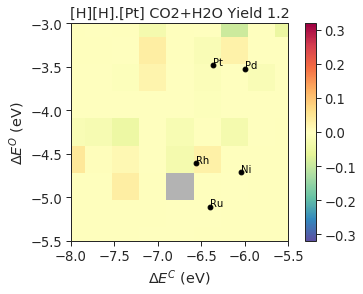 [H][H].[Pt] CO2+H2O Yield 1.2
−3.0
−3.5
−4.0
−4.5
−5.0
−5.5
ΔE^O (eV)
Pt
Pd
Rh
Ni
Ru
−8.0 −7.5 −7.0 −6.5 −6.0 −5.5
ΔE^C (eV)
0.3
0.2
0.1
0.0
−0.1
−0.2
−0.3